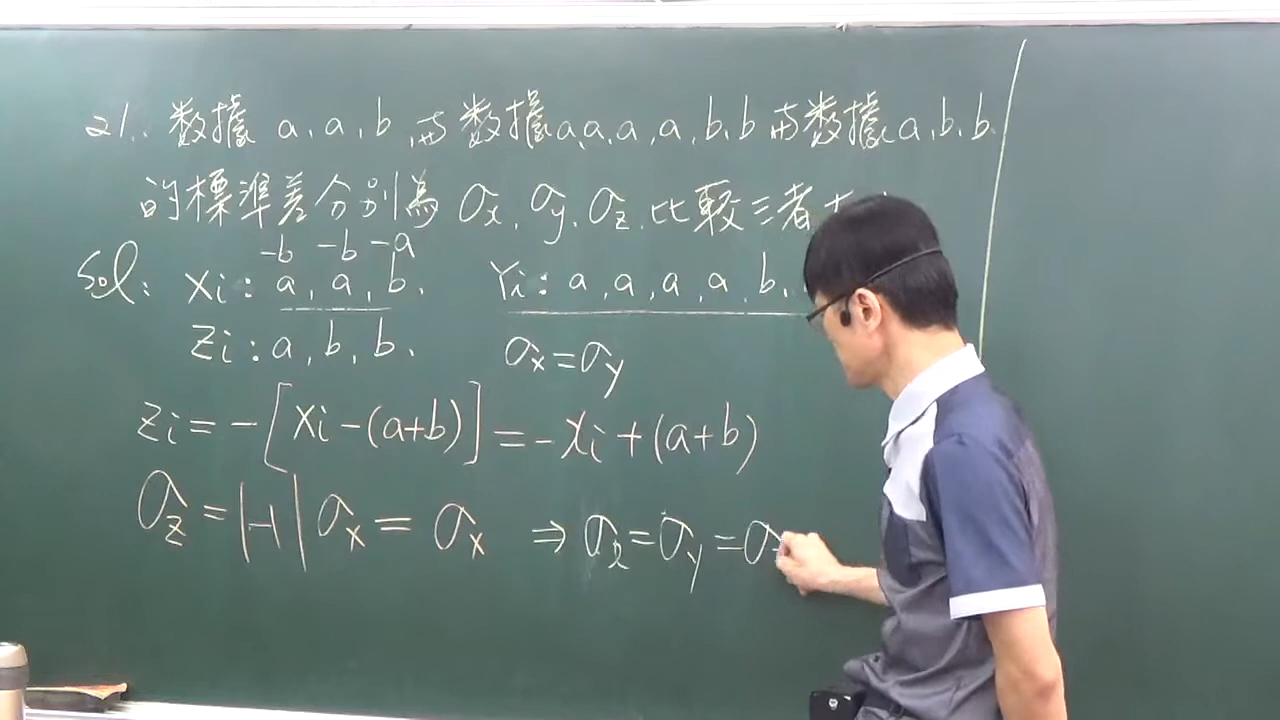 21. 數據 a, a, b 與數據 a, a, a, a, b, b 與數據 a, b, b.
的標準差分別為 σx, σy, σz. 比較三者
-b -b -a
Sol: Xi: a, a, b. Yi: a, a, a, a, b,
Zi: a, b, b. σx=σy
Zi = -[Xi-(a+b)] = -Xi+(a+b)
σz = |-1| σx = σx ⇒ σx=σy=σ